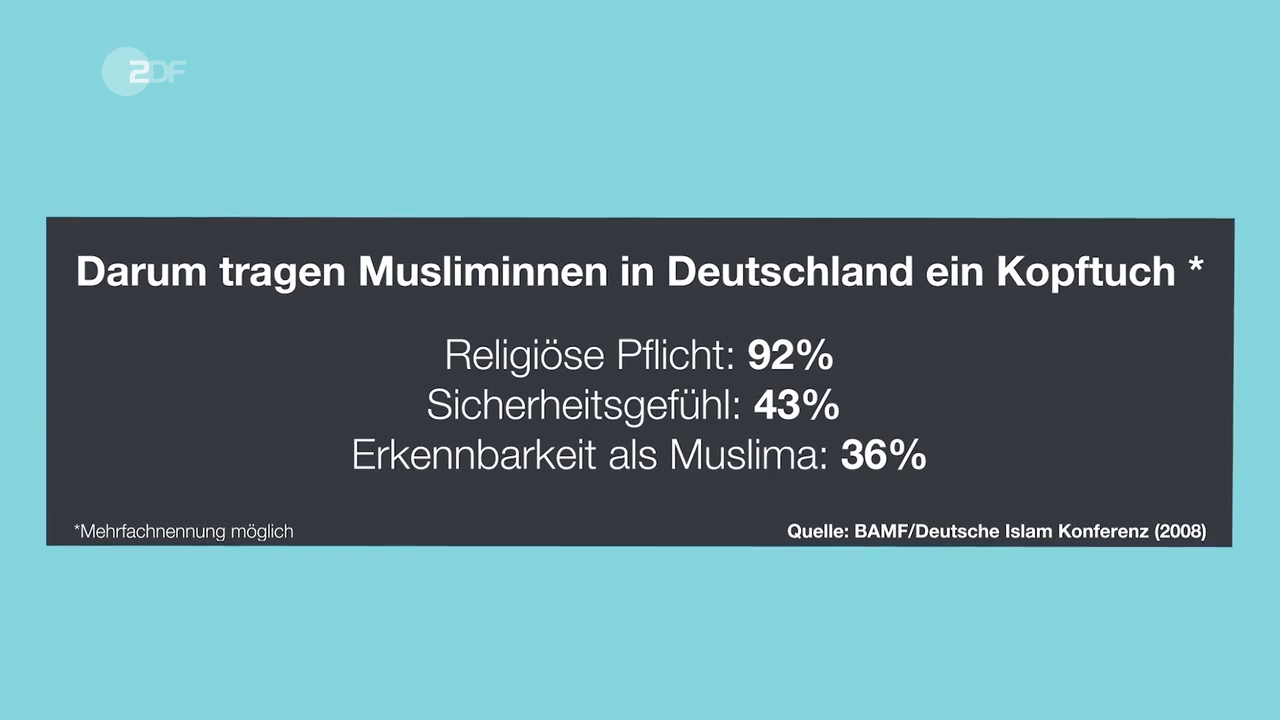 ZDF
Darum tragen Musliminnen in Deutschland ein Kopftuch *
Religiöse Pflicht: 92%
Sicherheitsgefühl: 43%
Erkennbarkeit als Muslima: 36%
*Mehrfachnennung möglich
Quelle: BAMF/Deutsche Islam Konferenz (2008)